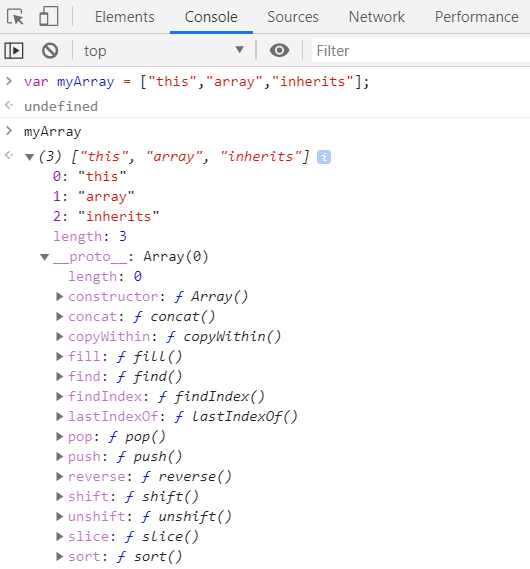 Elements Console Sources Network Performance
top Filter
> var myArray = ["this","array","inherits"];
undefined
> myArray
(3) ["this", "array", "inherits"] i
0: "this"
1: "array"
2: "inherits"
length: 3
__proto__: Array(0)
length: 0
constructor: ƒ Array()
concat: ƒ concat()
copyWithin: ƒ copyWithin()
fill: ƒ fill()
find: ƒ find()
findIndex: ƒ findIndex()
lastIndexOf: ƒ lastIndexOf()
pop: ƒ pop()
push: ƒ push()
reverse: ƒ reverse()
shift: ƒ shift()
unshift: ƒ unshift()
slice: ƒ slice()
sort: ƒ sort()